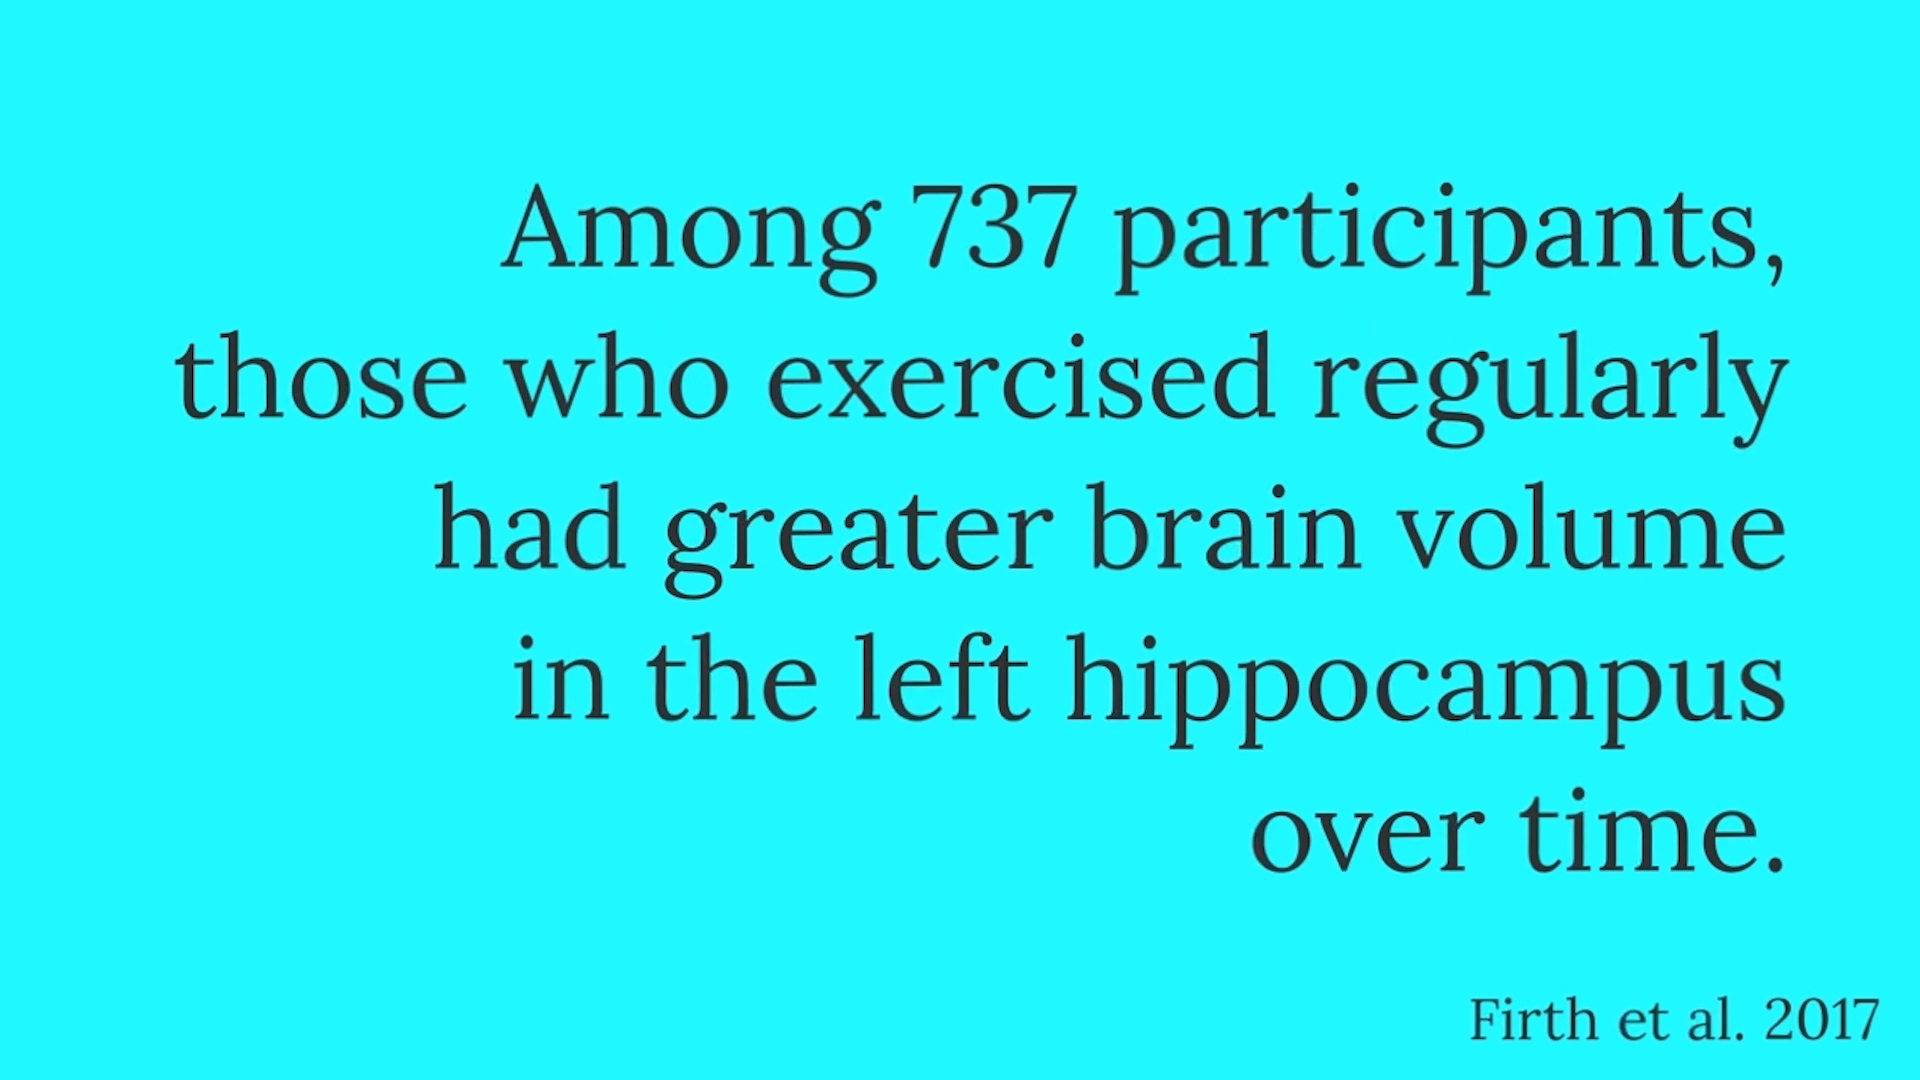 Among 737 participants,
those who exercised regularly
had greater brain volume
in the left hippocampus
over time.
Firth et al. 2017